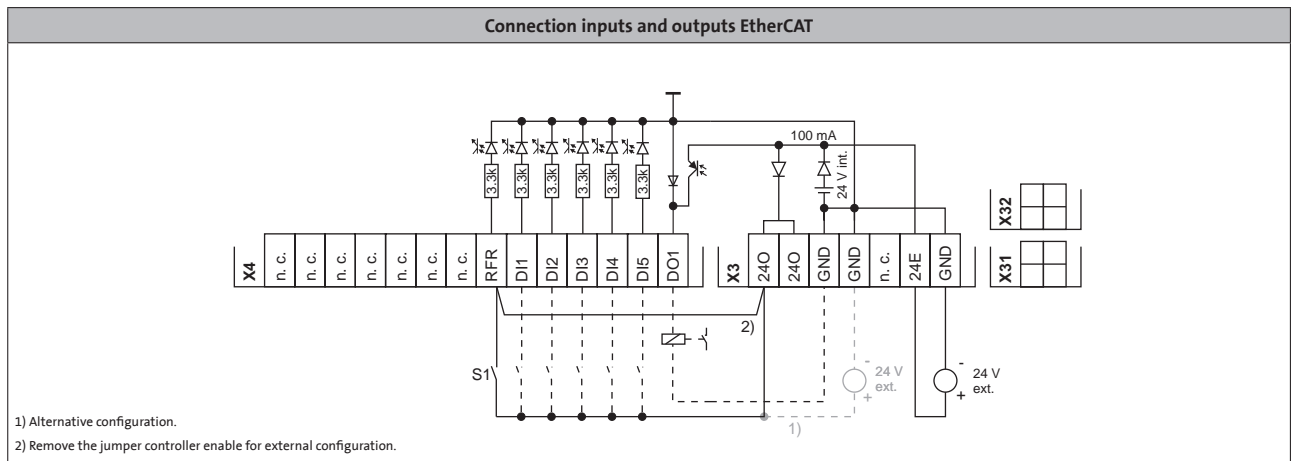 Connection inputs and outputs EtherCAT
100 mA
3.3k 3.3k 3.3k 3.3k 3.3k 3.3k
24 V int.
X4 n. c. n. c. n. c. n. c. n. c. n. c. n. c. RFR DI1 DI2 DI3 DI4 DI5 DO1
X3 24O 24O GND GND n. c. 24E GND
X32
X31
2)
S1
- 24 V ext. +
- 24 V ext. +
1)
1) Alternative configuration.
2) Remove the jumper controller enable for external configuration.